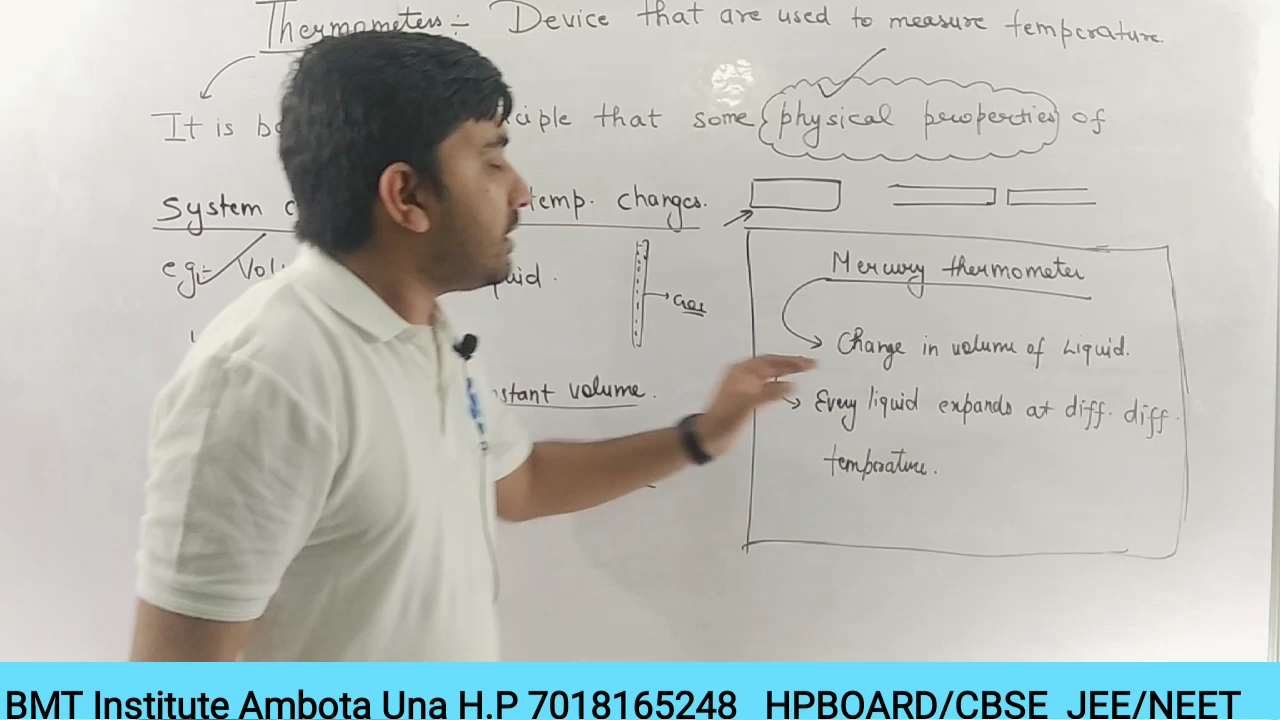 Thermometers :- Device that are used to measure temperature.
It is ciple that some physical properties of
System temp. changes.
eg:- Vol quid.
Gas
stant volume.
Mercury thermometer
Change in volume of Liquid.
Every liquid expands at diff. diff.
temperature.
BMT Institute Ambota Una H.P 7018165248 HPBOARD/CBSE JEE/NEET